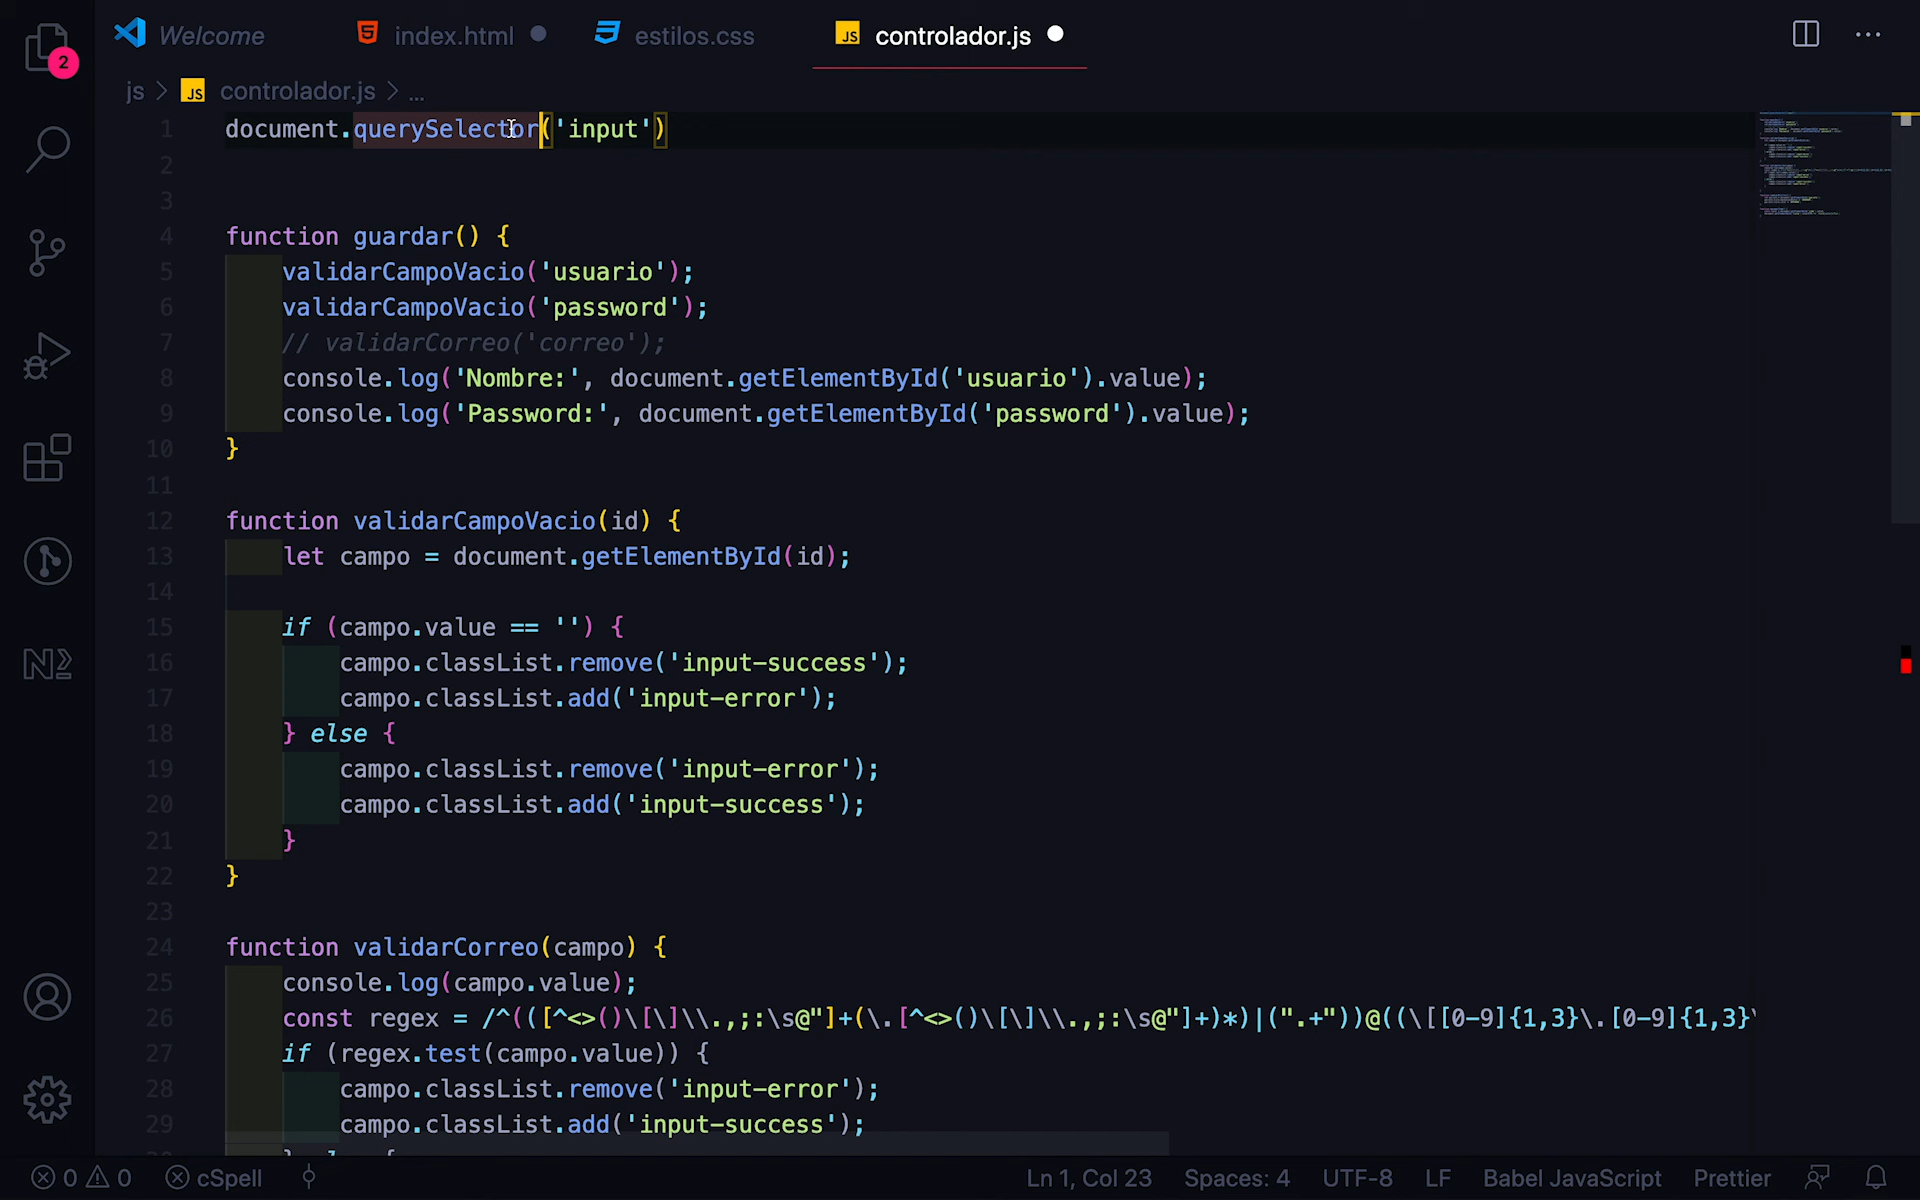 Welcome index.html estilos.css JS controlador.js
2
js > JS controlador.js > ...
1 document.querySelector('input')
2
3
4 function guardar() {
5 validarCampoVacio('usuario');
6 validarCampoVacio('password');
7 // validarCorreo('correo');
8 console.log('Nombre:', document.getElementById('usuario').value);
9 console.log('Password:', document.getElementById('password').value);
10 }
11
12 function validarCampoVacio(id) {
13 let campo = document.getElementById(id);
14
15 if (campo.value == '') {
16 campo.classList.remove('input-success');
17 campo.classList.add('input-error');
18 } else {
19 campo.classList.remove('input-error');
20 campo.classList.add('input-success');
21 }
22 }
23
24 function validarCorreo(campo) {
25 console.log(campo.value);
26 const regex = /^(([^<>()\[\]\\.,;:\s@"]+(\.[^<>()\[\]\\.,;:\s@"]+)*)|(".+"))@((\[[0-9]{1,3}\.[0-9]{1,3}\
27 if (regex.test(campo.value)) {
28 campo.classList.remove('input-error');
29 campo.classList.add('input-success');
0 0 cSpell Ln 1, Col 23 Spaces: 4 UTF-8 LF Babel JavaScript Prettier